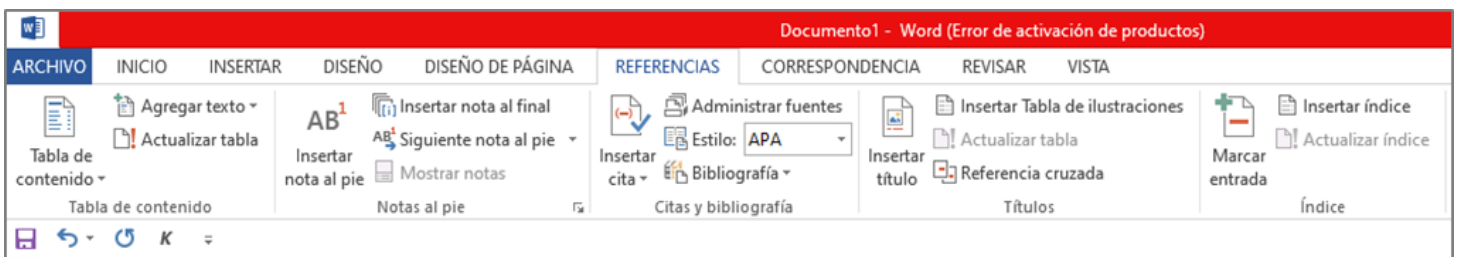 Documento1 - Word (Error de activación de productos)
ARCHIVO INICIO INSERTAR DISEÑO DISEÑO DE PÁGINA REFERENCIAS CORRESPONDENCIA REVISAR VISTA
Tabla de
contenido
Agregar texto
Actualizar tabla
Tabla de contenido
AB1
Insertar
nota al pie
Insertar nota al final
Siguiente nota al pie
Mostrar notas
Notas al pie
Insertar
cita
Administrar fuentes
Estilo: APA
Bibliografía
Citas y bibliografía
Insertar
título
Insertar Tabla de ilustraciones
Actualizar tabla
Referencia cruzada
Títulos
Marcar
entrada
Insertar índice
Actualizar índice
Índice
K